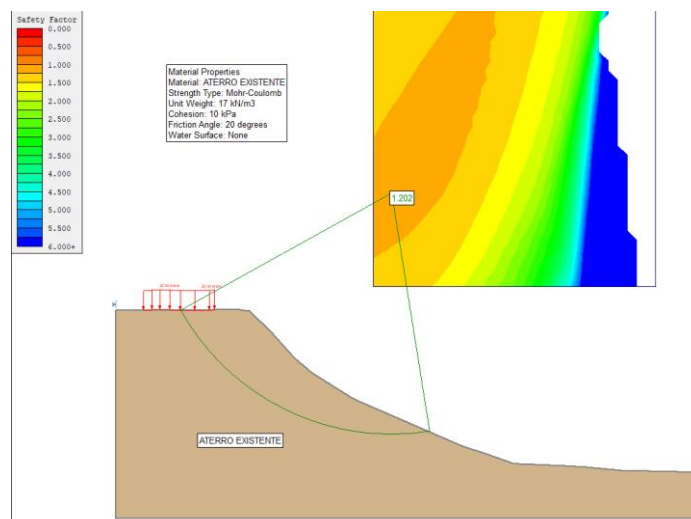 Safety Factor
0.000
0.500
1.000
1.500
2.000
2.500
3.000
3.500
4.000
4.500
5.000
5.500
6.000+
Material Properties
Material: ATERRO EXISTENTE
Strength Type: Mohr-Coulomb
Unit Weight: 17 kN/m3
Cohesion: 10 kPa
Friction Angle: 20 degrees
Water Surface: None
1.202
ATERRO EXISTENTE